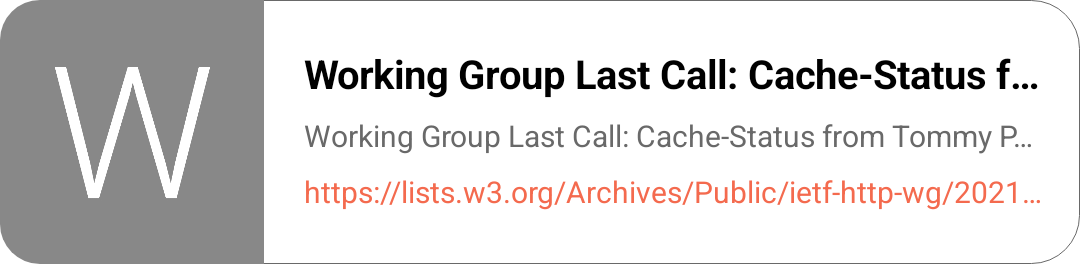 W
Working Group Last Call: Cache-Status f...
Working Group Last Call: Cache-Status from Tommy P...
https://lists.w3.org/Archives/Public/ietf-http-wg/2021...